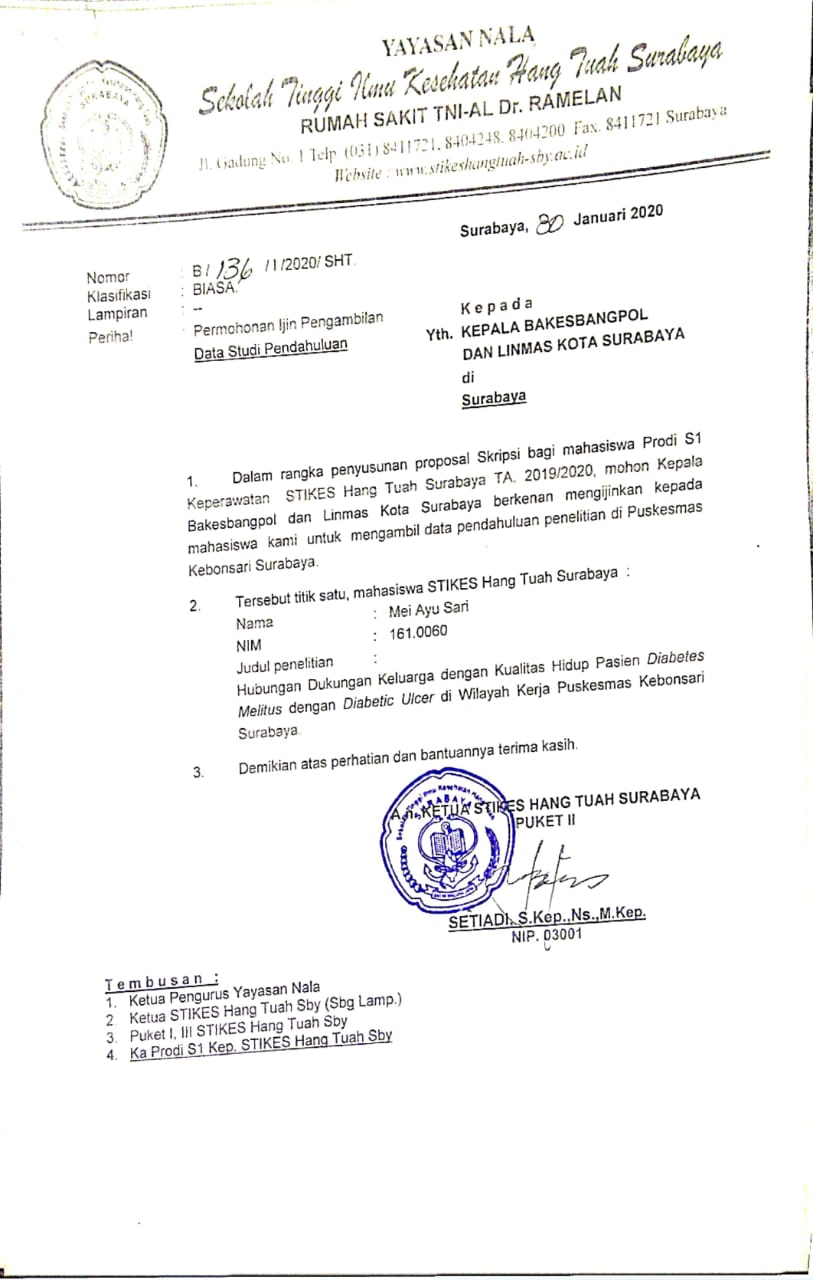 YAYASAN NALA
Sekolah Tinggi Ilmu Kesehatan Hang Tuah Surabaya
RUMAH SAKIT TNI-AL Dr. RAMELAN
Jl. Gadung No. 1 Telp. (031) 8411721, 8404248, 8404200 Fax. 8411721 Surabaya
Website : www.stikeshangtuah-sby.ac.id
SURABAYA
Surabaya, 30 Januari 2020
Nomor : B / 136 / I /2020/ SHT.
Klasifikasi : BIASA.
Lampiran : --
Perihal : Permohonan Ijin Pengambilan
Data Studi Pendahuluan
K e p a d a
Yth. KEPALA BAKESBANGPOL
DAN LINMAS KOTA SURABAYA
di
Surabaya
1. Dalam rangka penyusunan proposal Skripsi bagi mahasiswa Prodi S1
Keperawatan STIKES Hang Tuah Surabaya TA. 2019/2020, mohon Kepala
Bakesbangpol dan Linmas Kota Surabaya berkenan mengijinkan kepada
mahasiswa kami untuk mengambil data pendahuluan penelitian di Puskesmas
Kebonsari Surabaya.
2. Tersebut titik satu, mahasiswa STIKES Hang Tuah Surabaya :
Nama : Mei Ayu Sari
NIM : 161.0060
Judul penelitian :
Hubungan Dukungan Keluarga dengan Kualitas Hidup Pasien Diabetes
Melitus dengan Diabetic Ulcer di Wilayah Kerja Puskesmas Kebonsari
Surabaya.
3. Demikian atas perhatian dan bantuannya terima kasih.
A.n. KETUA STIKES HANG TUAH SURABAYA
PUKET II
Sekolah Tinggi Ilmu Kesehatan Hang Tuah
SURABAYA
SETIADI, S.Kep.,Ns.,M.Kep.
NIP. 03001
T e m b u s a n :
1. Ketua Pengurus Yayasan Nala
2 Ketua STIKES Hang Tuah Sby (Sbg Lamp.)
3. Puket I, III STIKES Hang Tuah Sby
4. Ka Prodi S1 Kep. STIKES Hang Tuah Sby